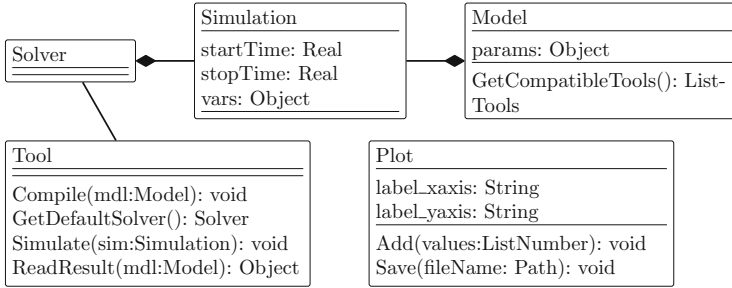 Simulation
startTime: Real
stopTime: Real
vars: Object
Model
params: Object
GetCompatibleTools(): List-
Tools
Solver
Tool
Compile(mdl:Model): void
GetDefaultSolver(): Solver
Simulate(sim:Simulation): void
ReadResult(mdl:Model): Object
Plot
label_xaxis: String
label_yaxis: String
Add(values:ListNumber): void
Save(fileName: Path): void